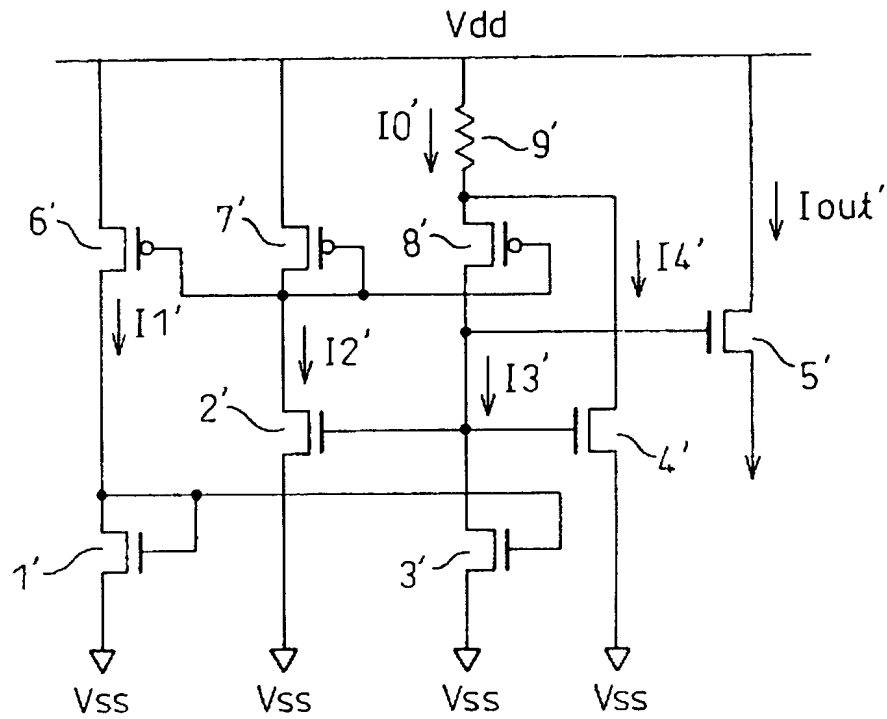 Vdd
I0′
9′
6′
7′
8′
Iout′
I4′
I1′
I2′
I3′
5′
2′
4′
1′
3′
Vss
Vss
Vss
Vss